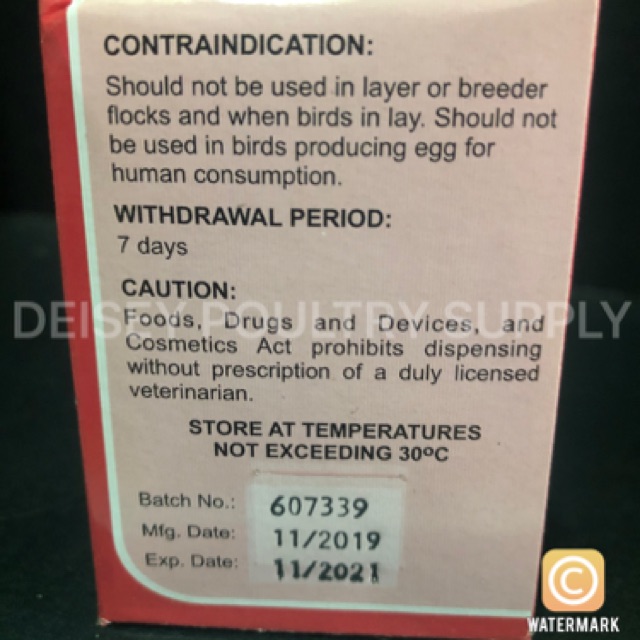 CONTRAINDICATION:
Should not be used in layer or breeder
flocks and when birds in lay. Should not
be used in birds producing egg for
human consumption.
WITHDRAWAL PERIOD:
7 days
CAUTION:
DEISEY POULTRY SUPPLY
Foods, Drugs and Devices, and
Cosmetics Act prohibits dispensing
without prescription of a duly licensed
veterinarian.
STORE AT TEMPERATURES
NOT EXCEEDING 30ºC
Batch No.: 607339
Mfg. Date: 11/2019
Exp. Date: 11/2021
©
WATERMARK